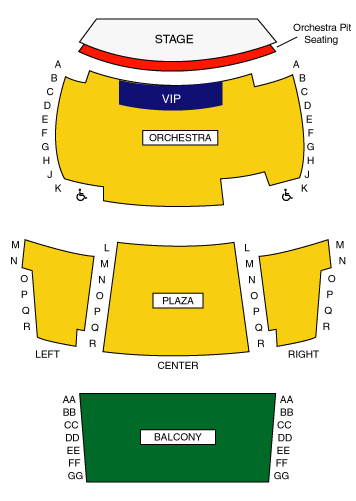 STAGE
Orchestra Pit
Seating
VIP
ORCHESTRA
A
B
C
D
E
F
G
H
J
K
A
B
C
D
E
F
G
H
J
K
M
N
O
P
Q
R
L
M
N
O
P
Q
R
PLAZA
L
M
N
O
P
Q
R
M
N
O
P
Q
R
LEFT
CENTER
RIGHT
AA
BB
CC
DD
EE
FF
GG
BALCONY
AA
BB
CC
DD
EE
FF
GG